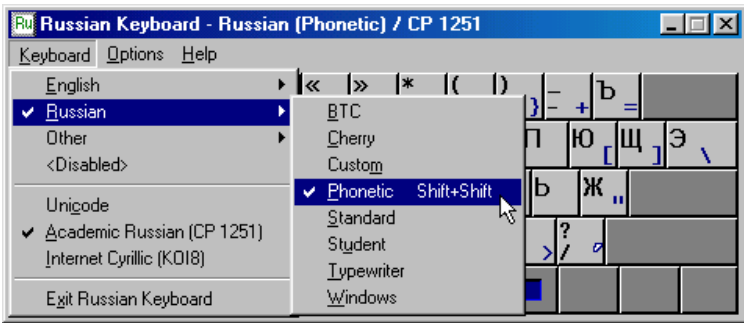 Ru Russian Keyboard - Russian (Phonetic) / CP 1251
Keyboard Options Help
English
Russian
Other
<Disabled>
Unicode
Academic Russian (CP 1251)
Internet Cyrillic (KOI8)
Exit Russian Keyboard
BTC
Cherry
Custom
Phonetic Shift+Shift
Standard
Student
Typewriter
Windows
« » * ( ) } - + Ъ =
П Ю [ Щ ] Э \
Ь Ж "
> ? /